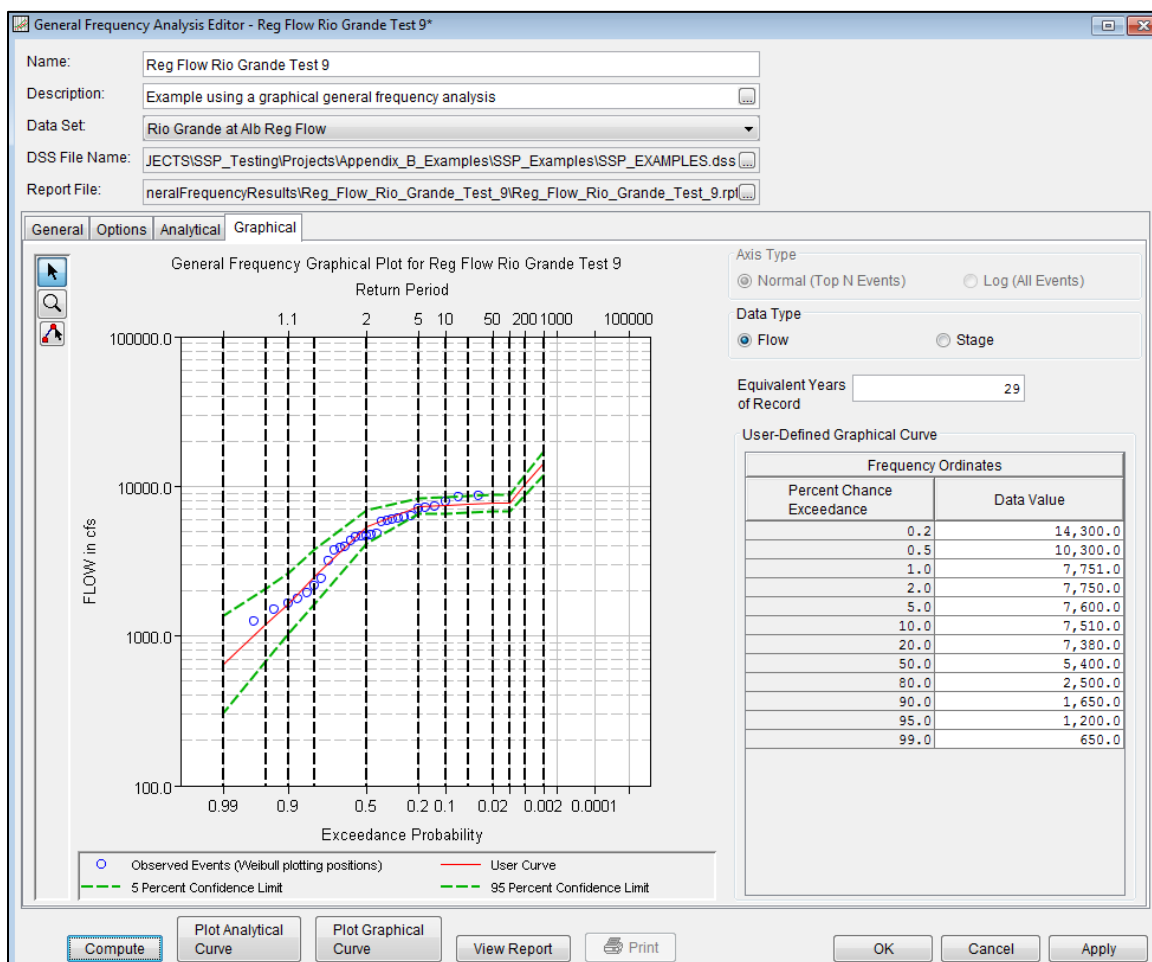 General Frequency Analysis Editor - Reg Flow Rio Grande Test 9*
Name:
Reg Flow Rio Grande Test 9
Description:
Example using a graphical general frequency analysis
...
Data Set:
Rio Grande at Alb Reg Flow
DSS File Name:
JECTS\SSP_Testing\Projects\Appendix_B_Examples\SSP_Examples\SSP_EXAMPLES.dss
...
Report File:
neralFrequencyResults\Reg_Flow_Rio_Grande_Test_9\Reg_Flow_Rio_Grande_Test_9.rpt
...
General Options Analytical Graphical
General Frequency Graphical Plot for Reg Flow Rio Grande Test 9
Return Period
1.1 2 5 10 50 200 1000 100000
100000.0
10000.0
1000.0
100.0
FLOW in cfs
0.99 0.9 0.5 0.2 0.1 0.02 0.002 0.0001
Exceedance Probability
Observed Events (Weibull plotting positions)
User Curve
5 Percent Confidence Limit
95 Percent Confidence Limit
Axis Type
Normal (Top N Events) Log (All Events)
Data Type
Flow Stage
Equivalent Years
of Record
29
User-Defined Graphical Curve
Frequency Ordinates
Percent Chance
Exceedance
Data Value
0.2 14,300.0
0.5 10,300.0
1.0 7,751.0
2.0 7,750.0
5.0 7,600.0
10.0 7,510.0
20.0 7,380.0
50.0 5,400.0
80.0 2,500.0
90.0 1,650.0
95.0 1,200.0
99.0 650.0
Compute
Plot Analytical
Curve
Plot Graphical
Curve
View Report
Print
OK
Cancel
Apply